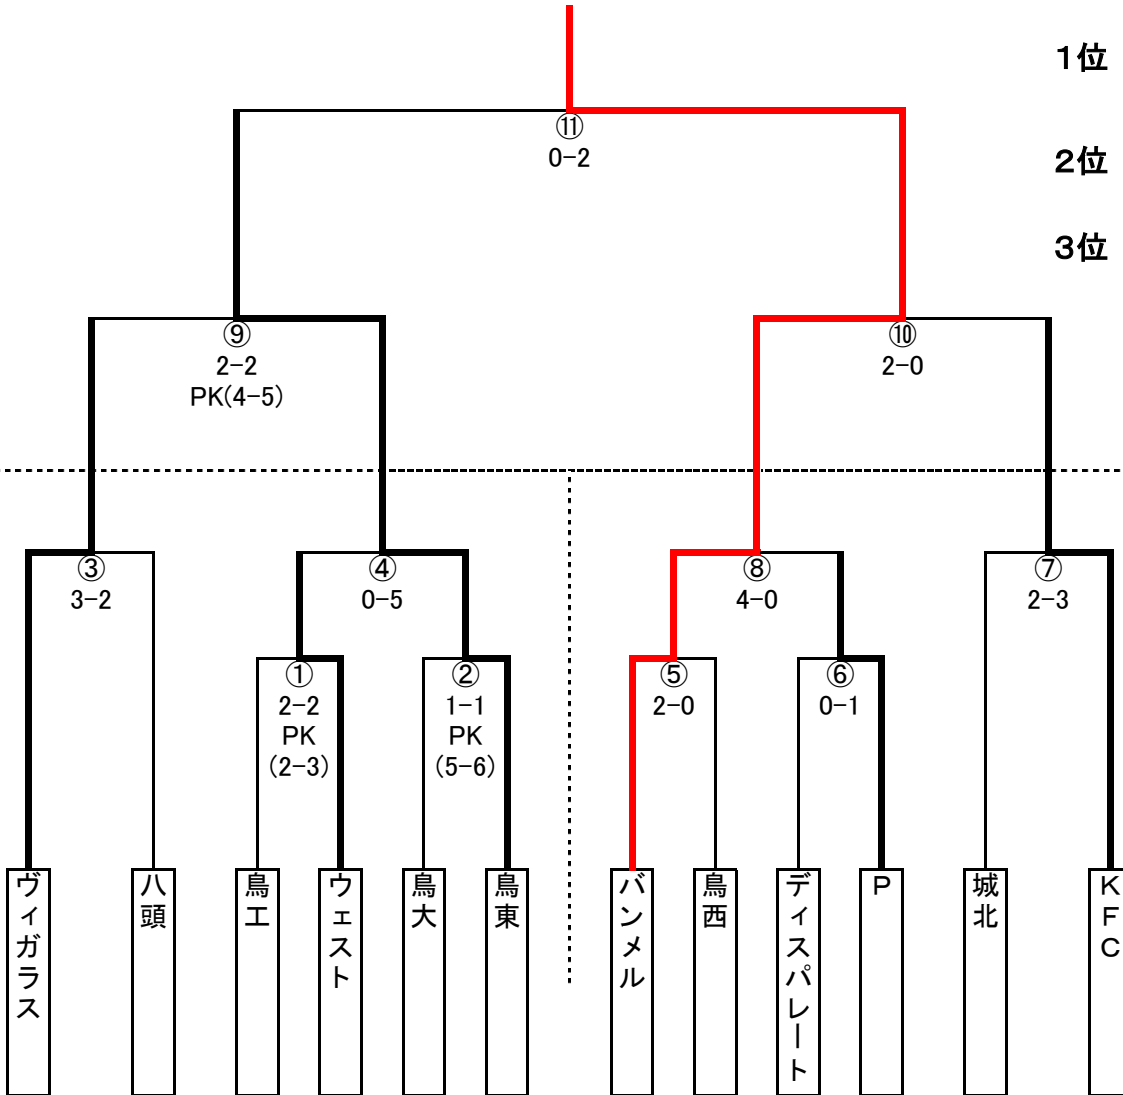 1位
⑪
0-2
2位
3位
⑨
2-2
PK(4-5)
⑩
2-0
③
3-2
④
0-5
⑧
4-0
⑦
2-3
①
2-2
PK
(2-3)
②
1-1
PK
(5-6)
⑤
2-0
⑥
0-1
ヴィガラス
八頭
鳥工
ウェスト
鳥大
鳥東
バンメル
鳥西
ディスパレート
P
城北
KFC